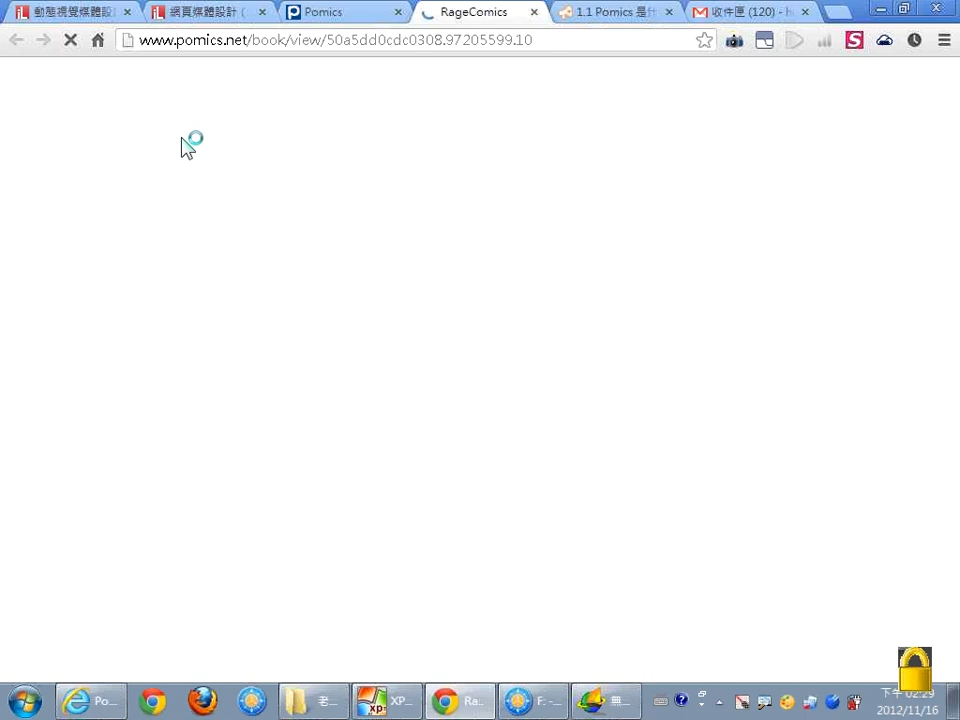 動態視覺媒體設
網頁媒體設計 (
Pomics
RageComics
1.1 Pomics 是什
收件匣 (120) - h
www.pomics.net/book/view/50a5dd0cdc0308.97205599.10
Po...
老...
XP...
Ra...
F: -...
無...
下午 02:29
2012/11/16